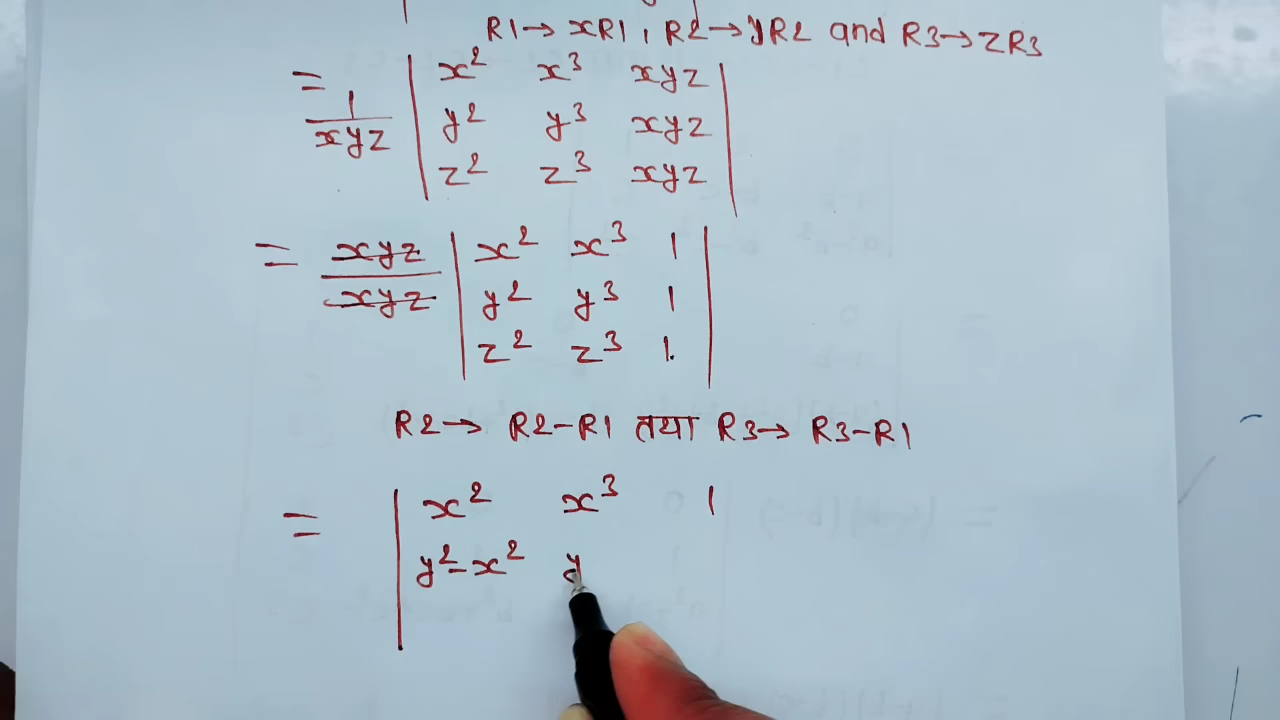 R1→xR1, R2→yR2 and R3→zR3
= 1/xyz | x² x³ xyz |
| y² y³ xyz |
| z² z³ xyz |
= xyz/xyz | x² x³ 1 |
| y² y³ 1 |
| z² z³ 1 |
R2→ R2-R1 तथा R3→ R3-R1
= | x² x³ 1
| y²-x² y